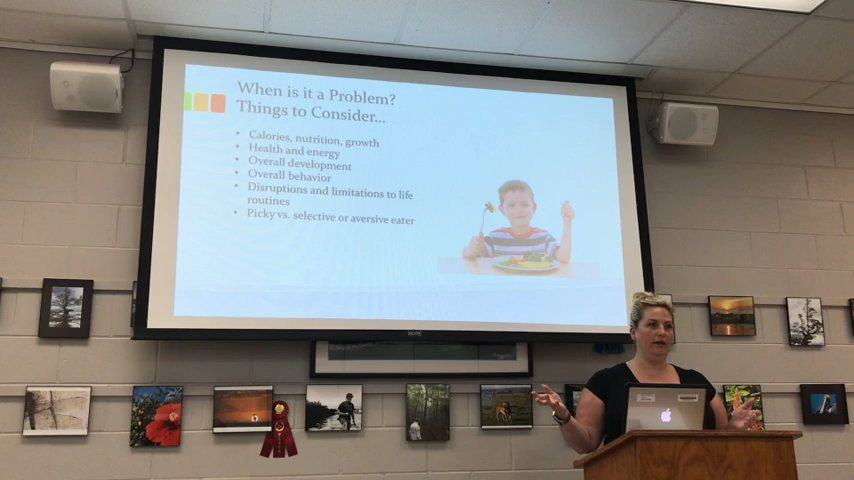 When is it a Problem?
Things to Consider...
• Calories, nutrition, growth
• Health and energy
• Overall development
• Overall behavior
• Disruptions and limitations to life
routines
• Picky vs. selective or aversive eater